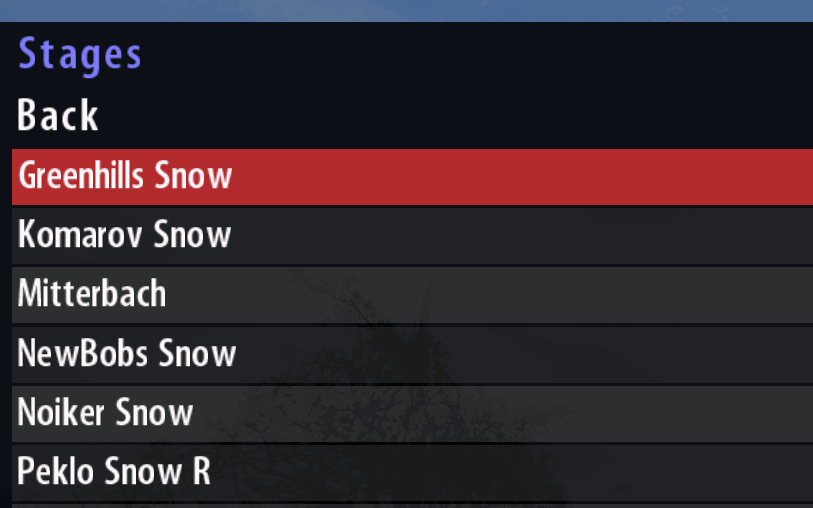 Stages
Back
Greenhills Snow
Komarov Snow
Mitterbach
NewBobs Snow
Noiker Snow
Peklo Snow R